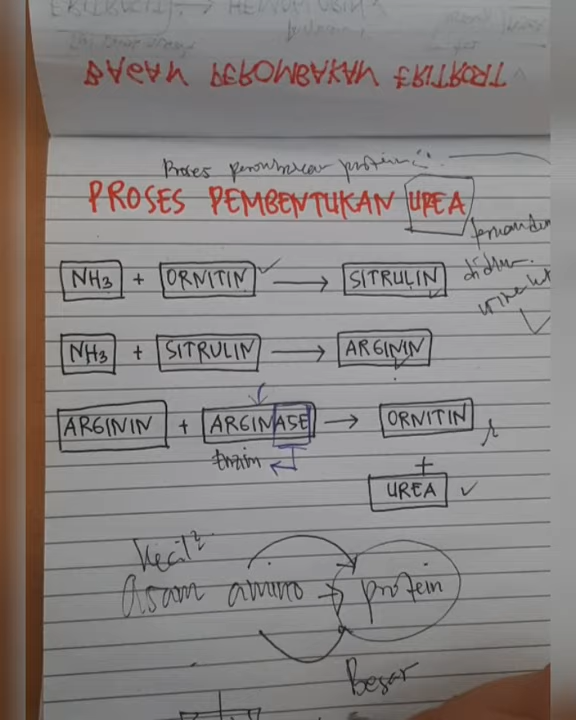 BAGAN PEROMBAKAN ERITROSIT
Proses perombakan protein
PROSES PEMBENTUKAN UREA
NH3 + ORNITIN → SITRULIN
NH3 + SITRULIN → ARGININ
ARGININ + ARGINASE → ORNITIN
Enzim
+
UREA
Kecil²
Asam amino → protein
Besar